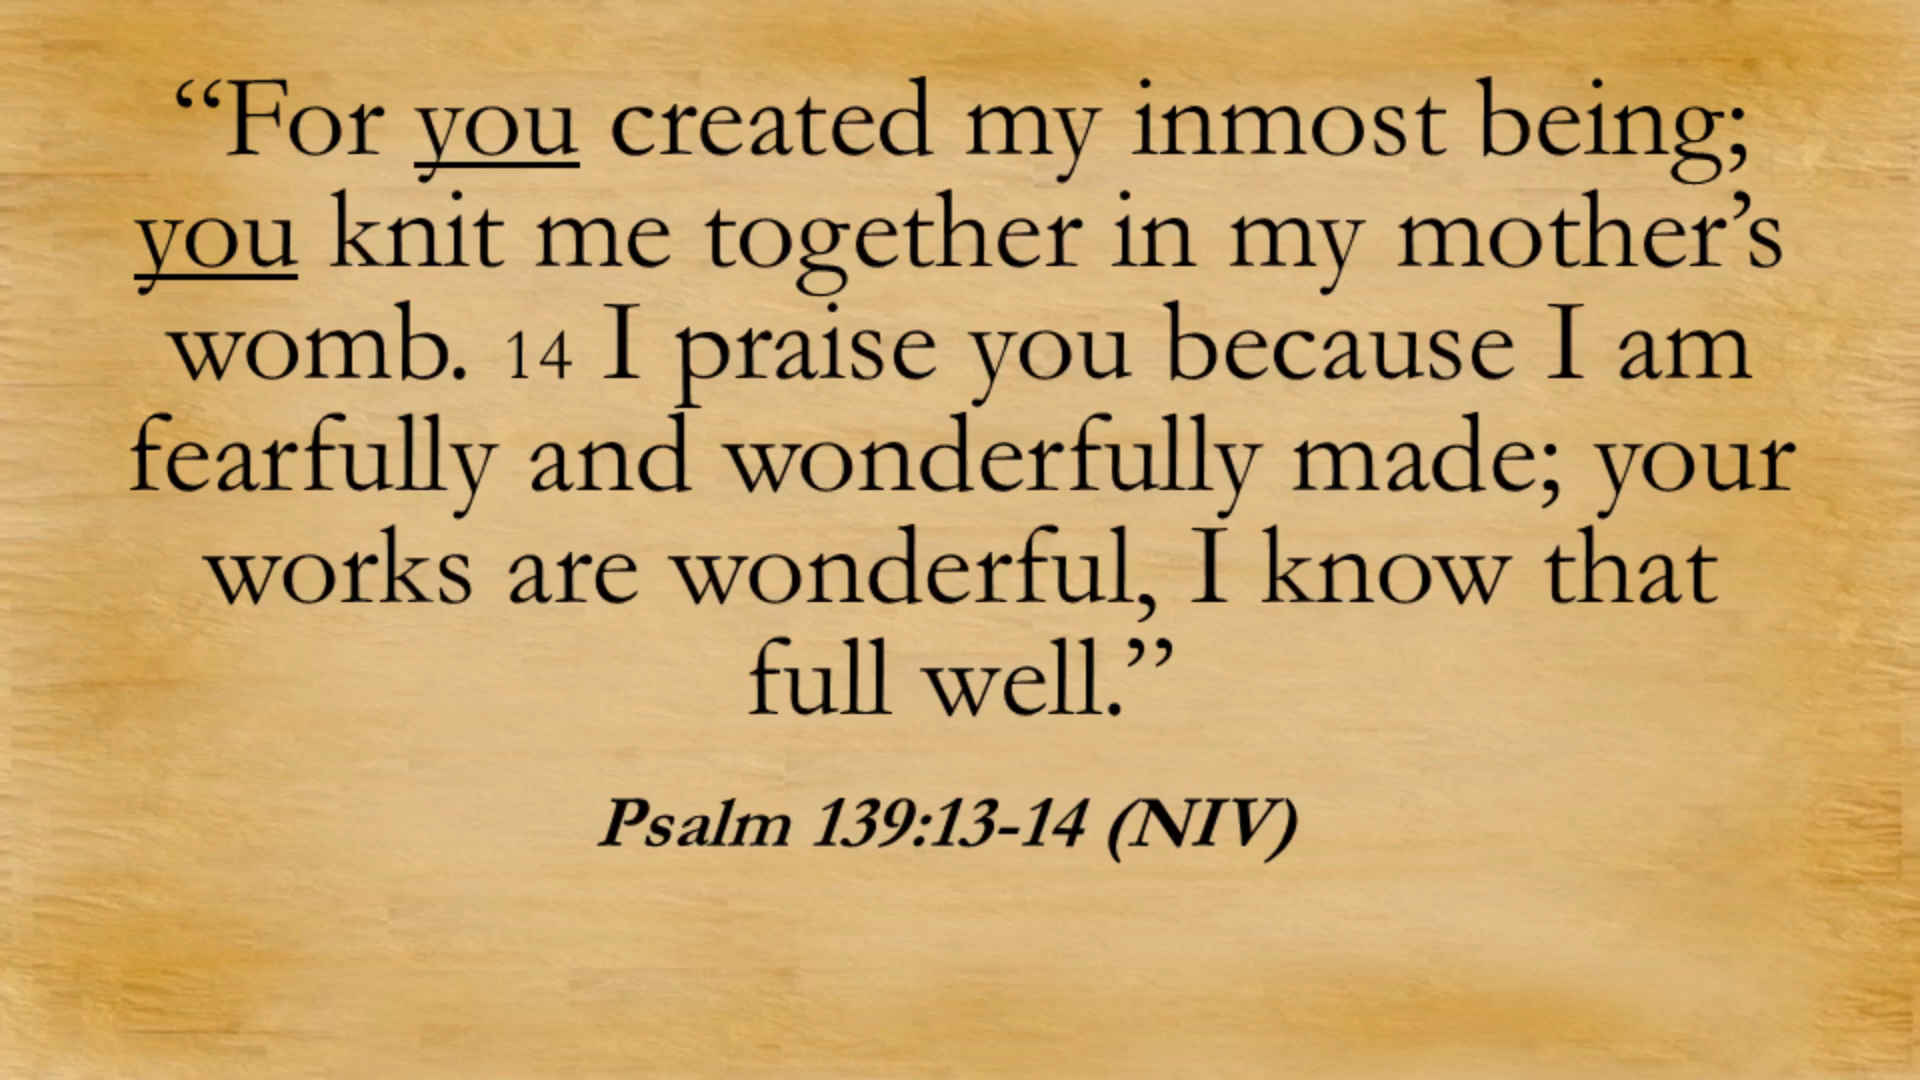 “For you created my inmost being;
you knit me together in my mother’s
womb. 14 I praise you because I am
fearfully and wonderfully made; your
works are wonderful, I know that
full well.”
Psalm 139:13-14 (NIV)